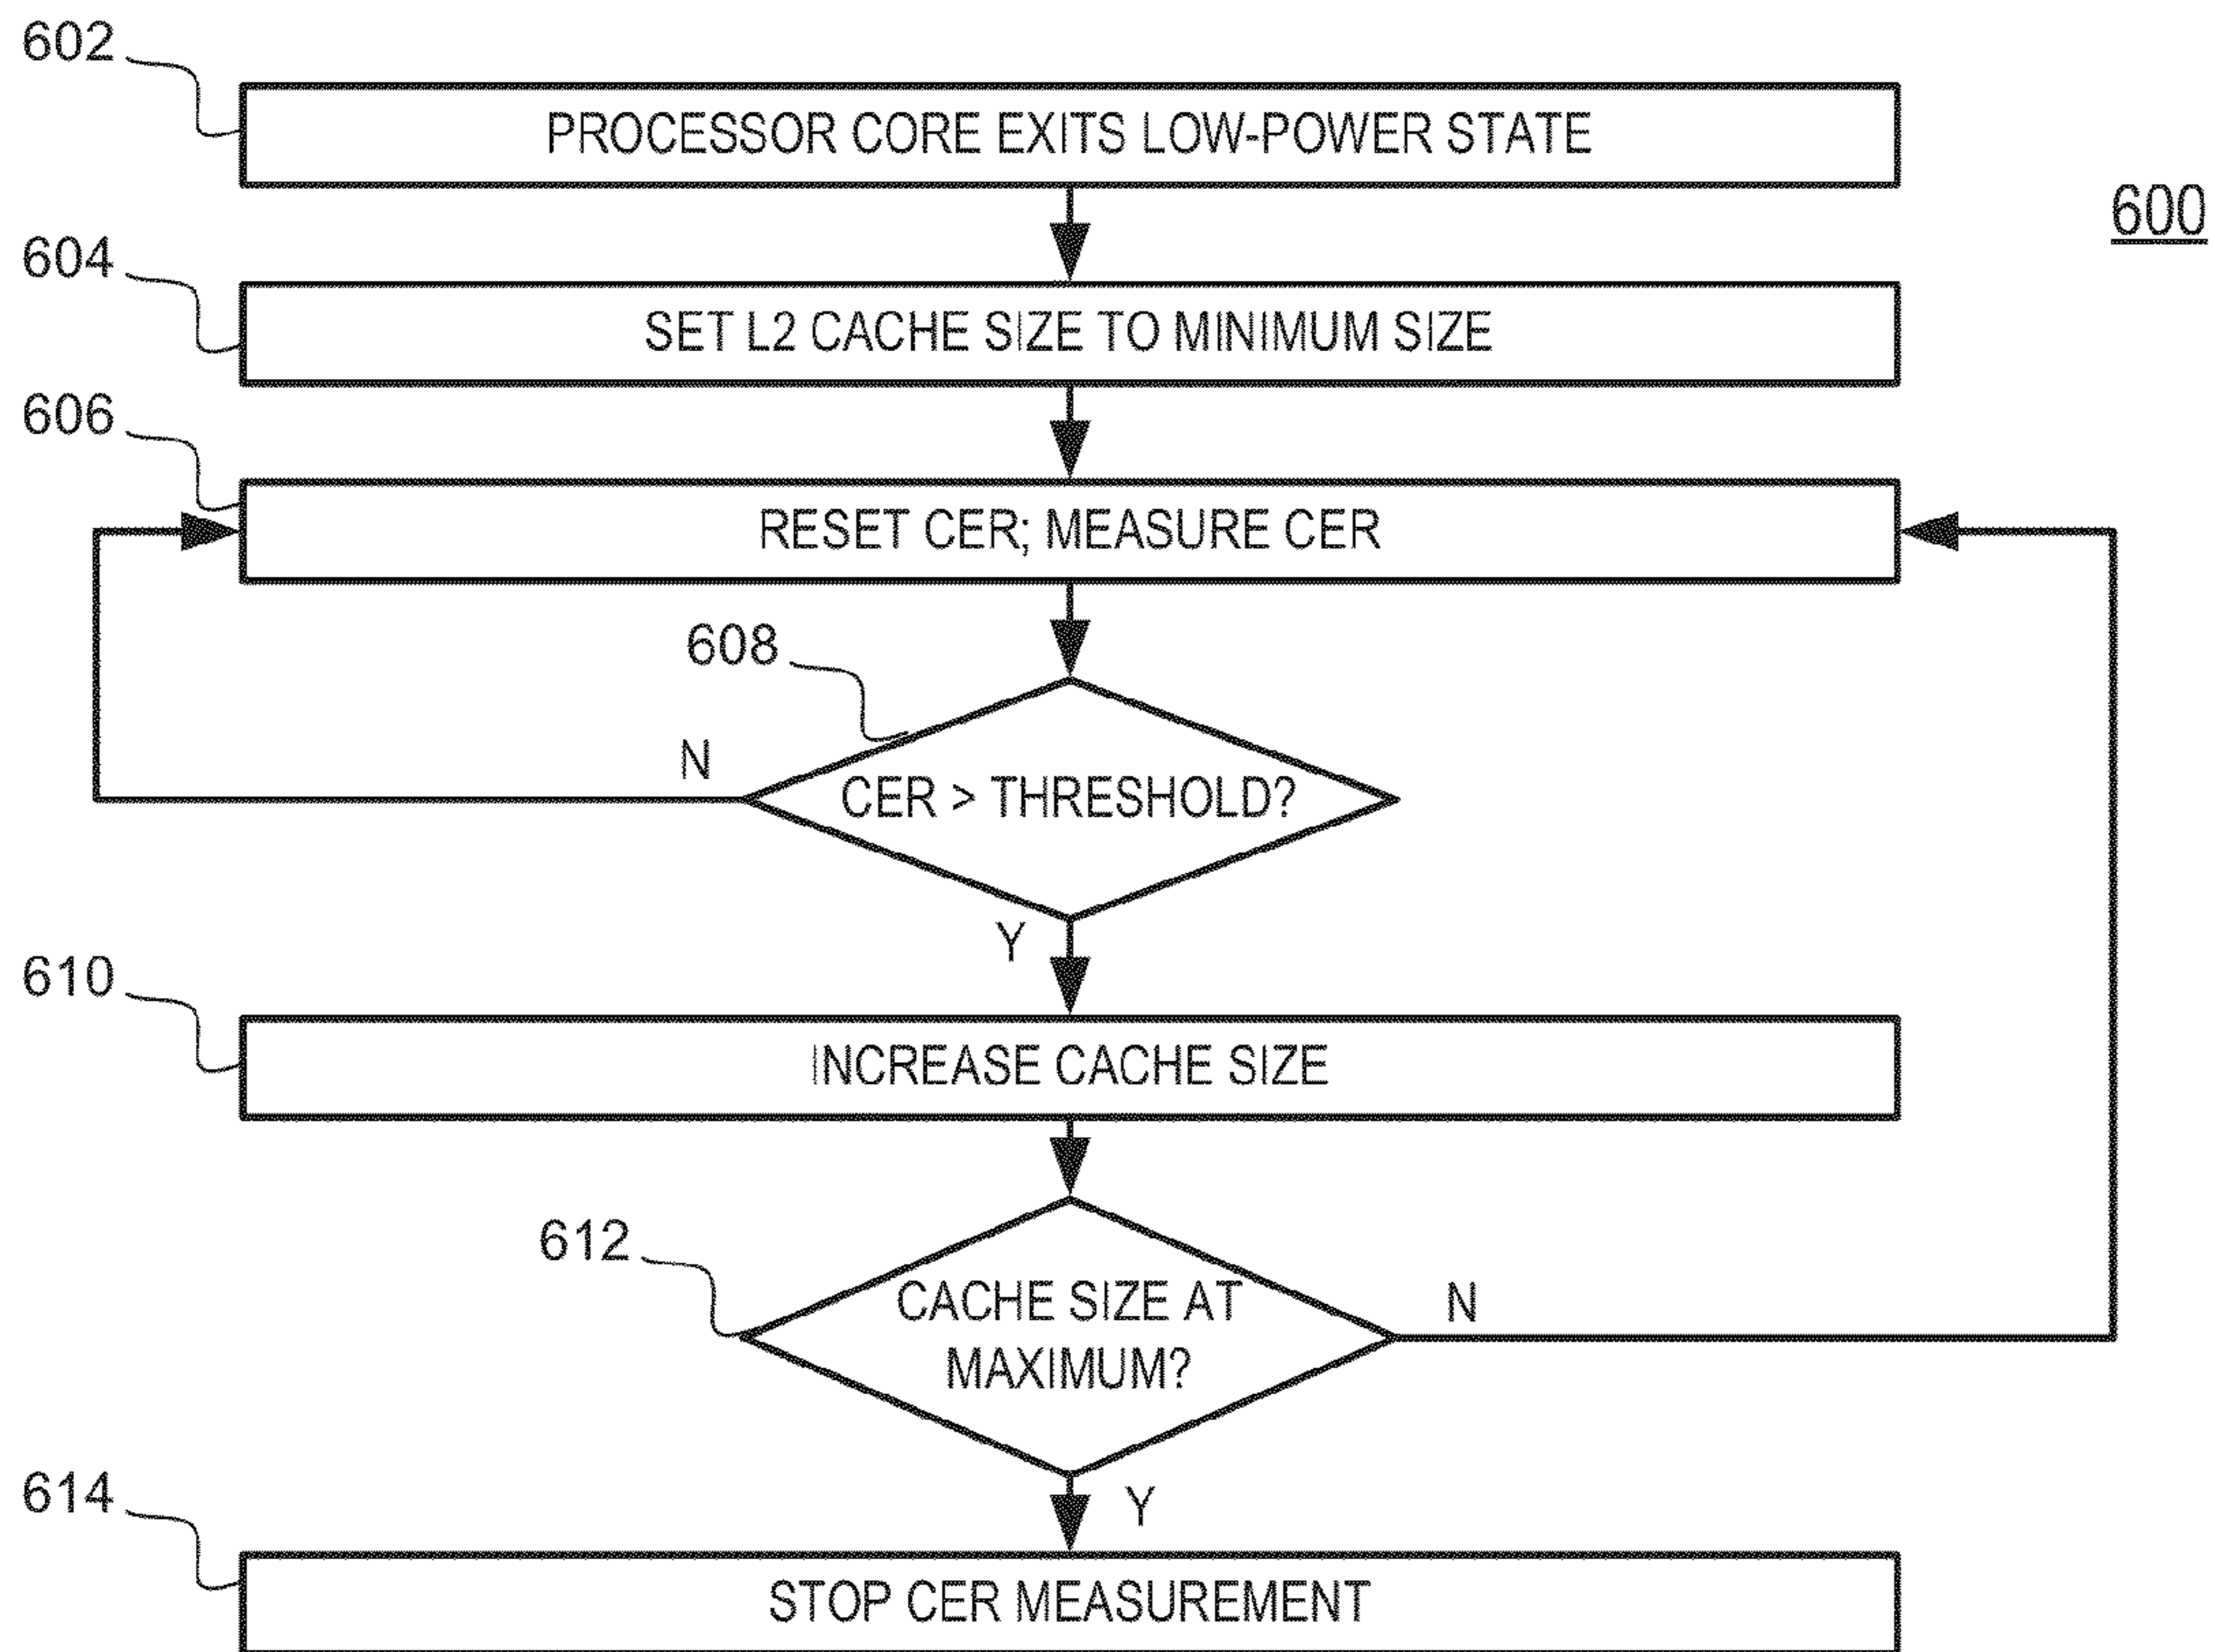 602
PROCESSOR CORE EXITS LOW-POWER STATE
600
604
SET L2 CACHE SIZE TO MINIMUM SIZE
606
RESET CER; MEASURE CER
608
N
CER > THRESHOLD?
Y
610
INCREASE CACHE SIZE
612
CACHE SIZE AT
MAXIMUM?
N
Y
614
STOP CER MEASUREMENT